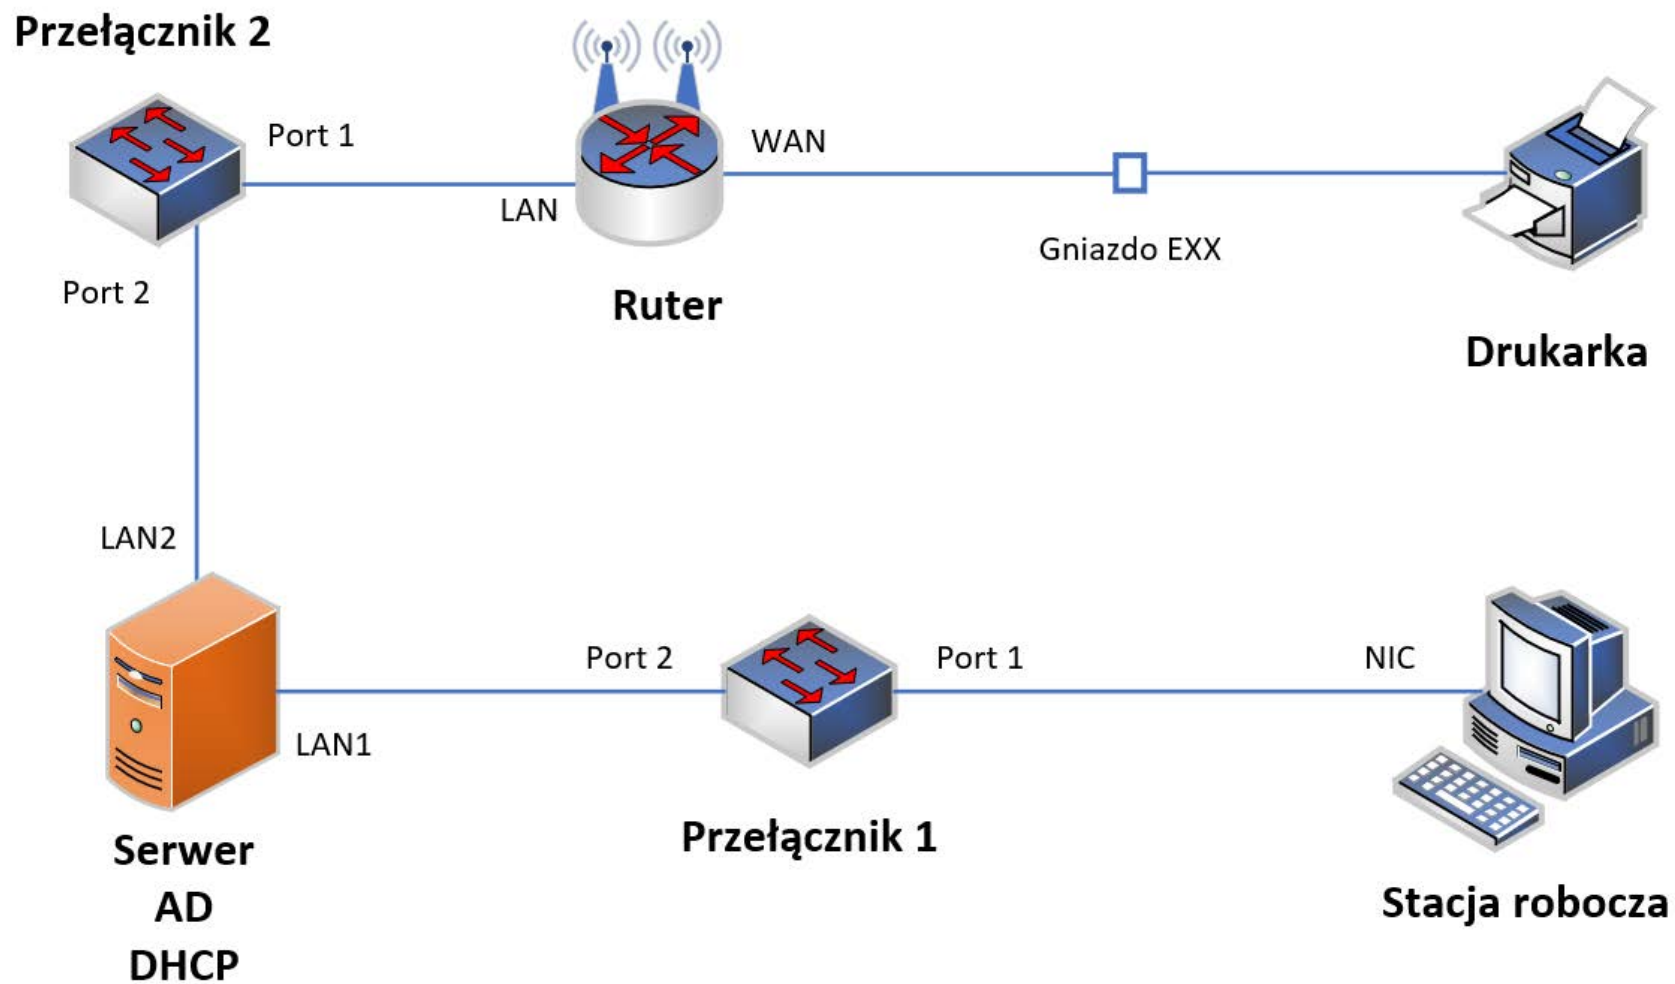 Przełącznik 2
Port 1
WAN
LAN
Gniazdo EXX
Port 2
Ruter
Drukarka
LAN2
Port 2
Port 1
NIC
LAN1
Przełącznik 1
Serwer
AD
DHCP
Stacja robocza